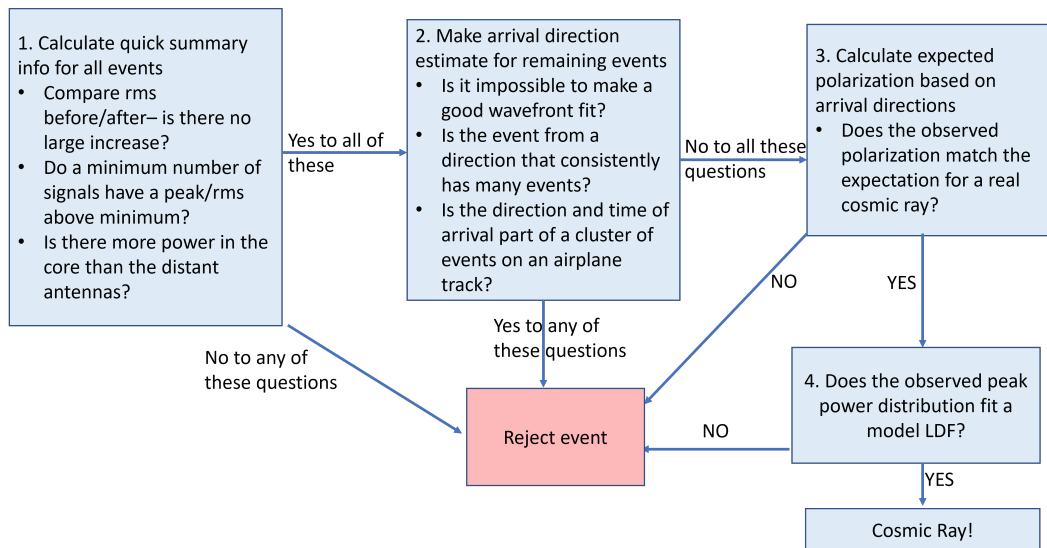 1. Calculate quick summary
info for all events
• Compare rms
before/after– is there no
large increase?
• Do a minimum number of
signals have a peak/rms
above minimum?
• Is there more power in the
core than the distant
antennas?
Yes to all of
these
2. Make arrival direction
estimate for remaining events
• Is it impossible to make a
good wavefront fit?
• Is the event from a
direction that consistently
has many events?
• Is the direction and time of
arrival part of a cluster of
events on an airplane
track?
No to all these
questions
3. Calculate expected
polarization based on
arrival directions
• Does the observed
polarization match the
expectation for a real
cosmic ray?
NO
YES
No to any of
these questions
Yes to any of
these questions
Reject event
NO
4. Does the observed peak
power distribution fit a
model LDF?
YES
Cosmic Ray!